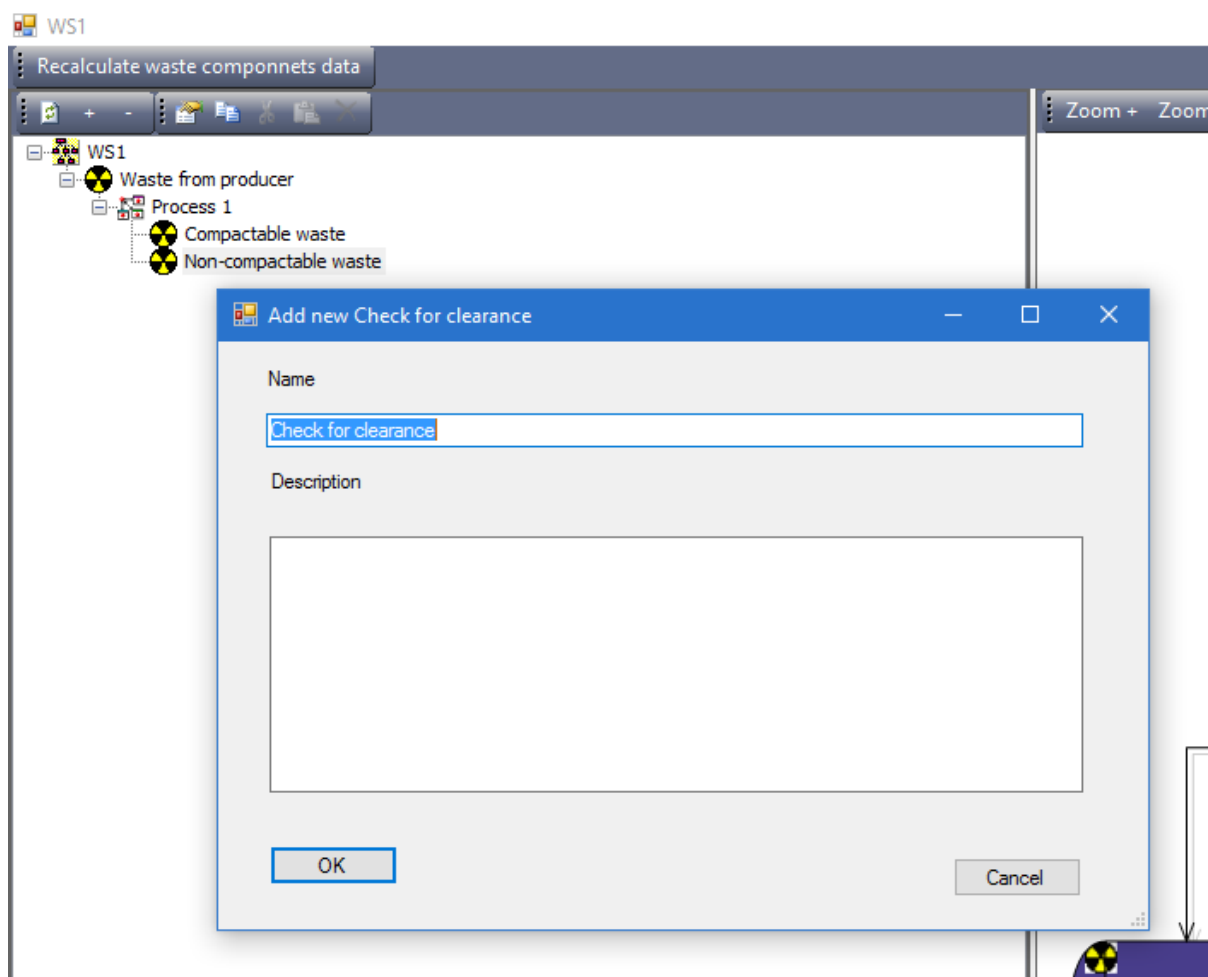 WS1
Recalculate waste componnets data
+ -
Zoom + Zoom
WS1
Waste from producer
Process 1
Compactable waste
Non-compactable waste
Add new Check for clearance
Name
Check for clearance
Description
OK
Cancel